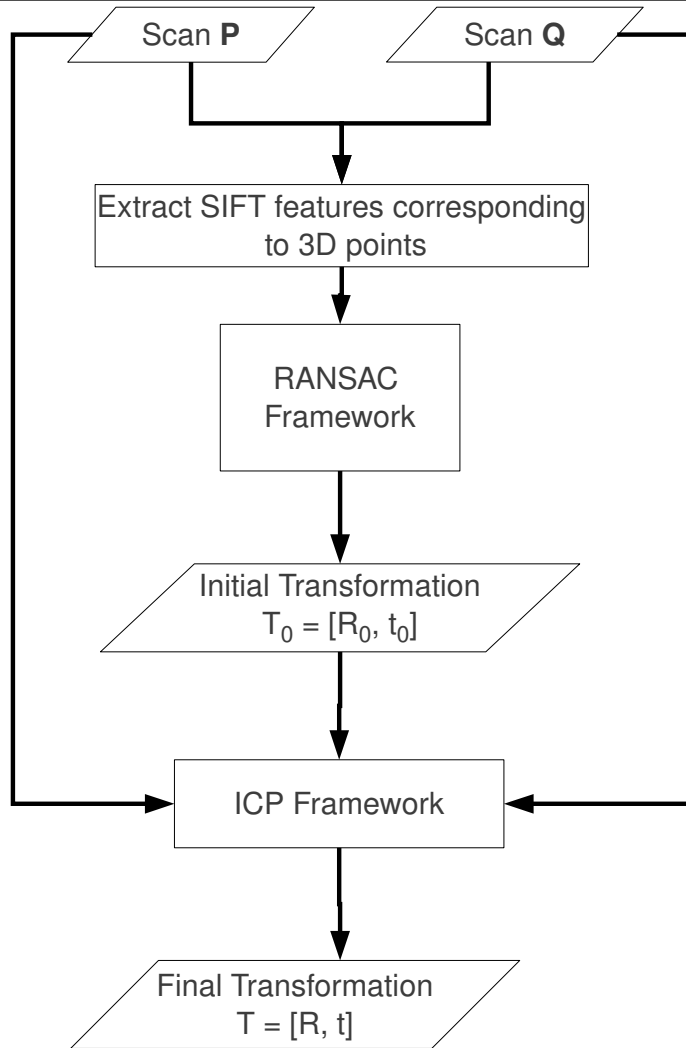 Scan P
Scan Q
Extract SIFT features corresponding
to 3D points
RANSAC
Framework
Initial Transformation
T₀ = [R₀, t₀]
ICP Framework
Final Transformation
T = [R, t]